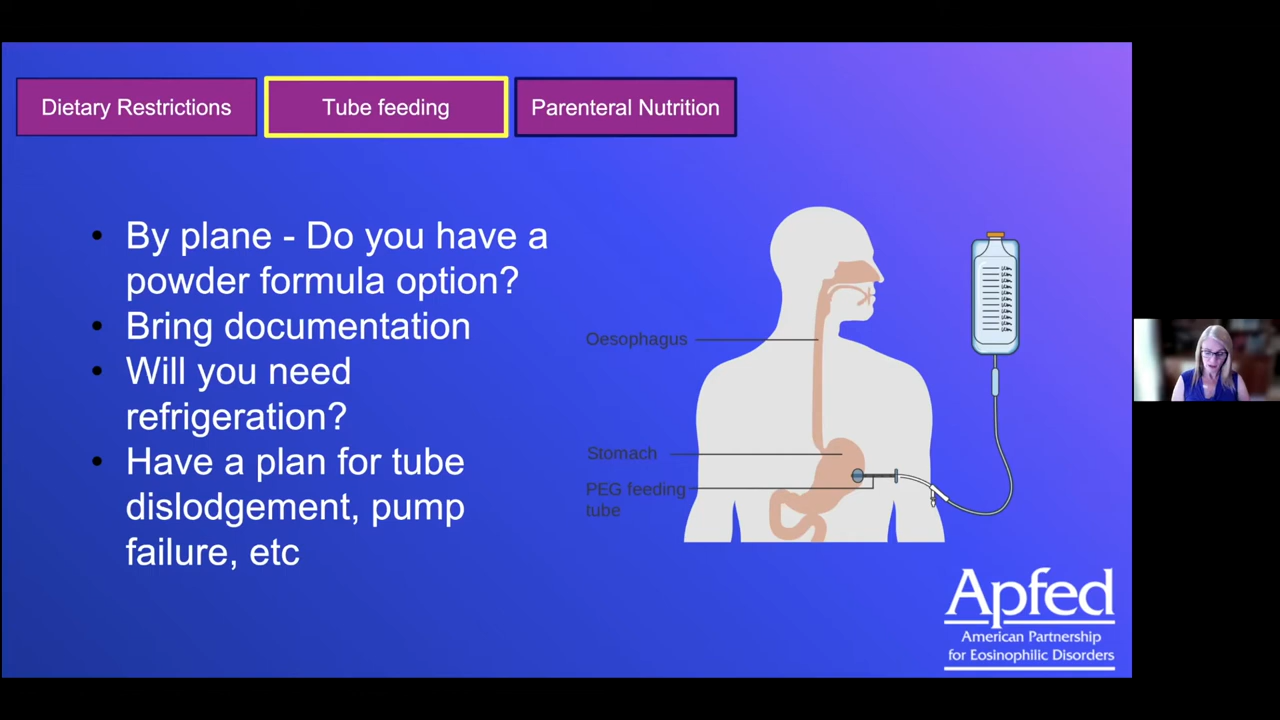 Dietary Restrictions
Tube feeding
Parenteral Nutrition
By plane - Do you have a
powder formula option?
Bring documentation
Will you need
refrigeration?
Have a plan for tube
dislodgement, pump
failure, etc
Oesophagus
Stomach
PEG feeding
tube
Apfed
American Partnership
for Eosinophilic Disorders